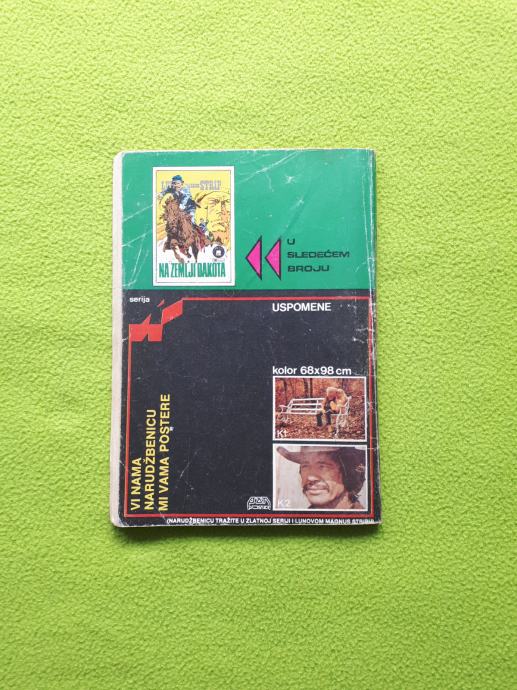 STRIP
NA ZEMLJI DAKOTA
U
SLEDEĆEM
BROJU
serija
USPOMENE
kolor 68x98 cm
K1
K2
VI NAMA
NARUDŽBENICU
MI VAMA POSTERE
(NARUDŽBENICU TRAŽITE U ZLATNOJ SERIJI I LUNOVOM MAGNUS STRIPU)